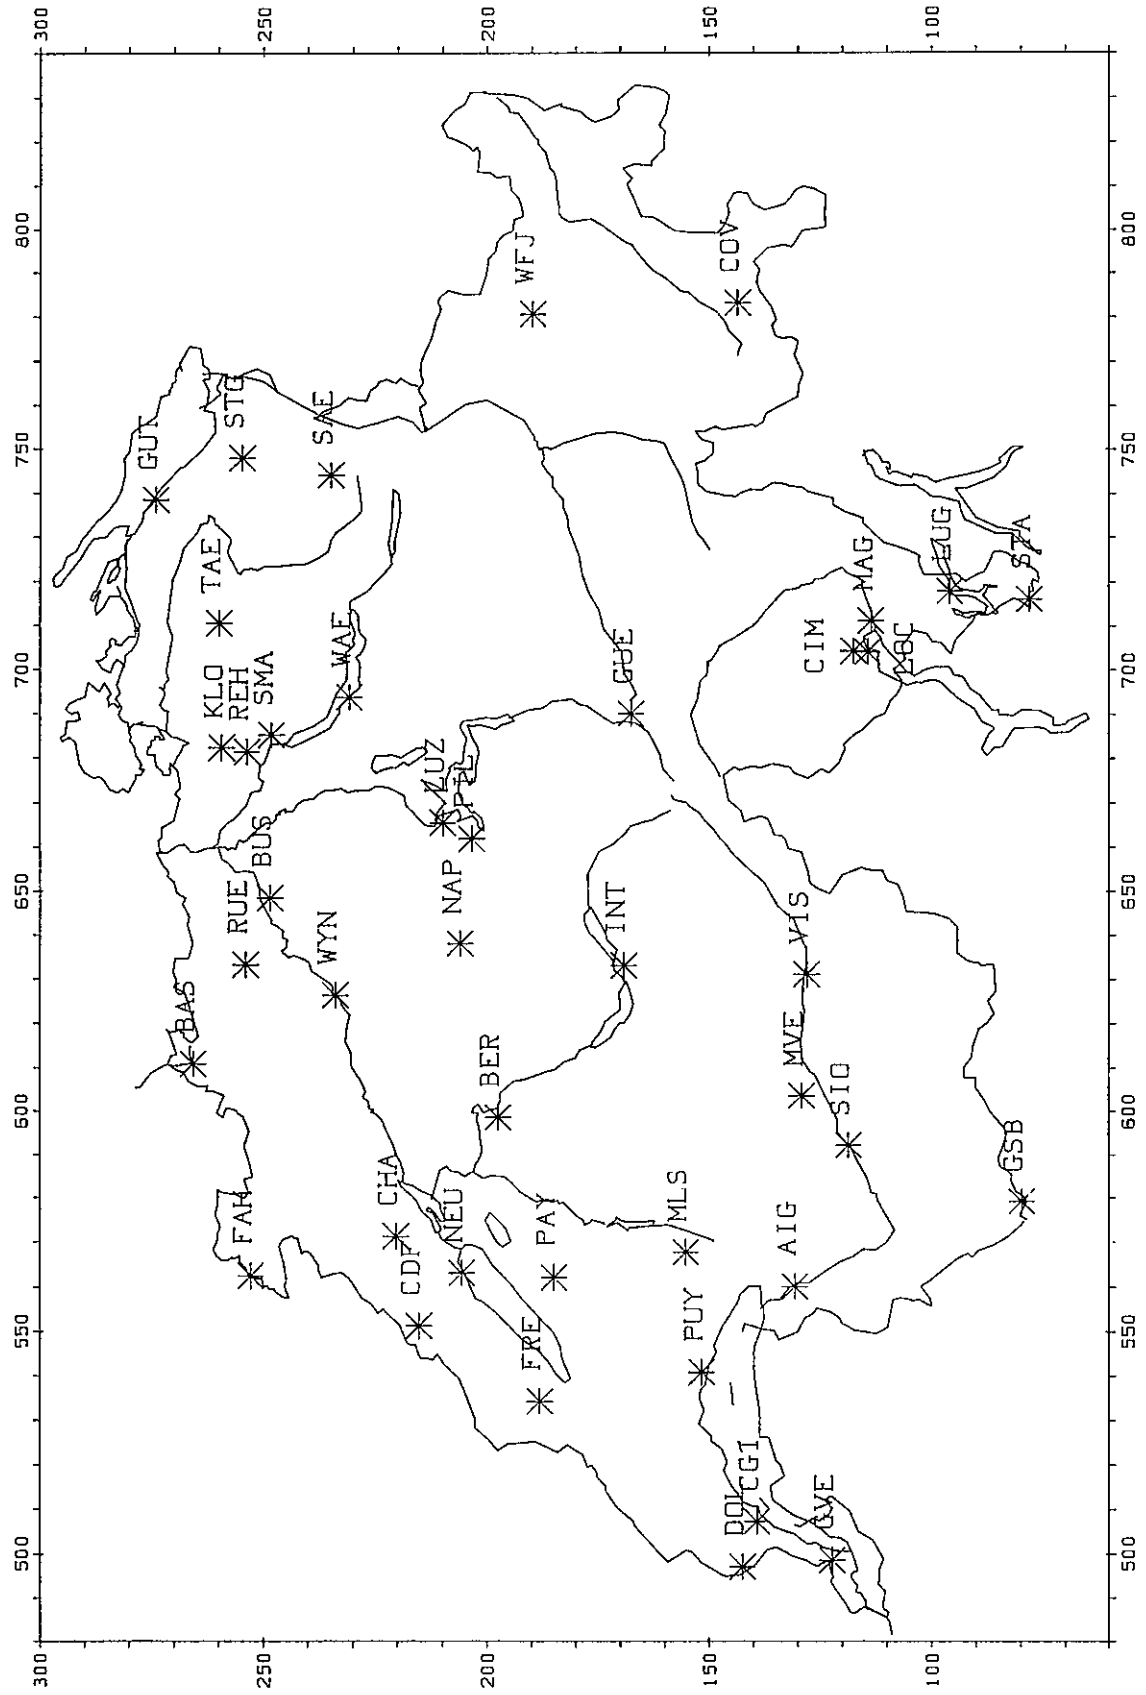 500 550 600 650 700 750 800
300 300
GUT
BAS
TAE
KLO
STG
FAH
RUE
REH
250 250
BUS
SMA
SAE
WYN
WAE
CHA
CDF
LUZ
NEU
NAP
PIL
BER
200 200
WFJ
FRE
PAY
INT
GUE
MLS
PUY
150 150
COV
DOL
CGI
AIG
MVE
VIS
CIM
GVE
SIO
MAG
LOC
100 100
LUG
GSB
STA
500 550 600 650 700 750 800